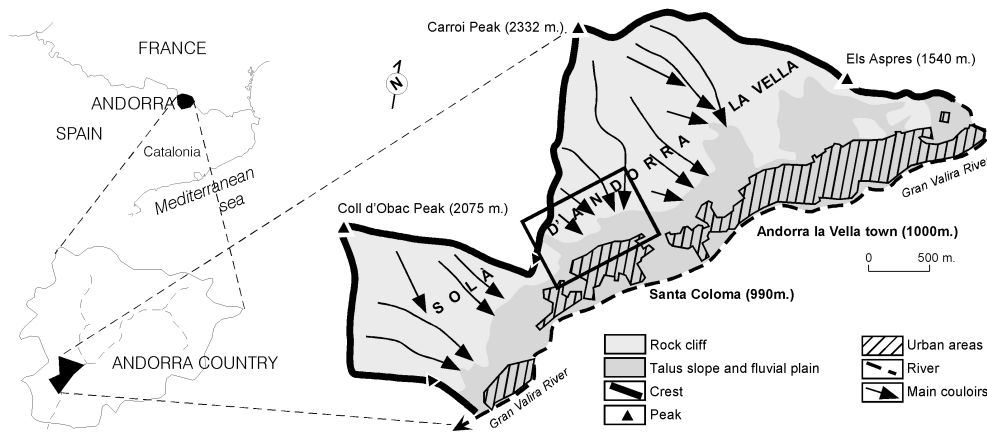 FRANCE
ANDORRA
SPAIN
Catalonia
Mediterranean
sea
ANDORRA COUNTRY
N
Carroi Peak (2332 m.)
Els Aspres (1540 m.)
Coll d'Obac Peak (2075 m.)
SOLÀ D'ANDORRA LA VELLA
Gran Valira River
Andorra la Vella town (1000m.)
Santa Coloma (990m.)
0 500 m.
Gran Valira River
Rock cliff
Talus slope and fluvial plain
Crest
Peak
Urban areas
River
Main couloirs